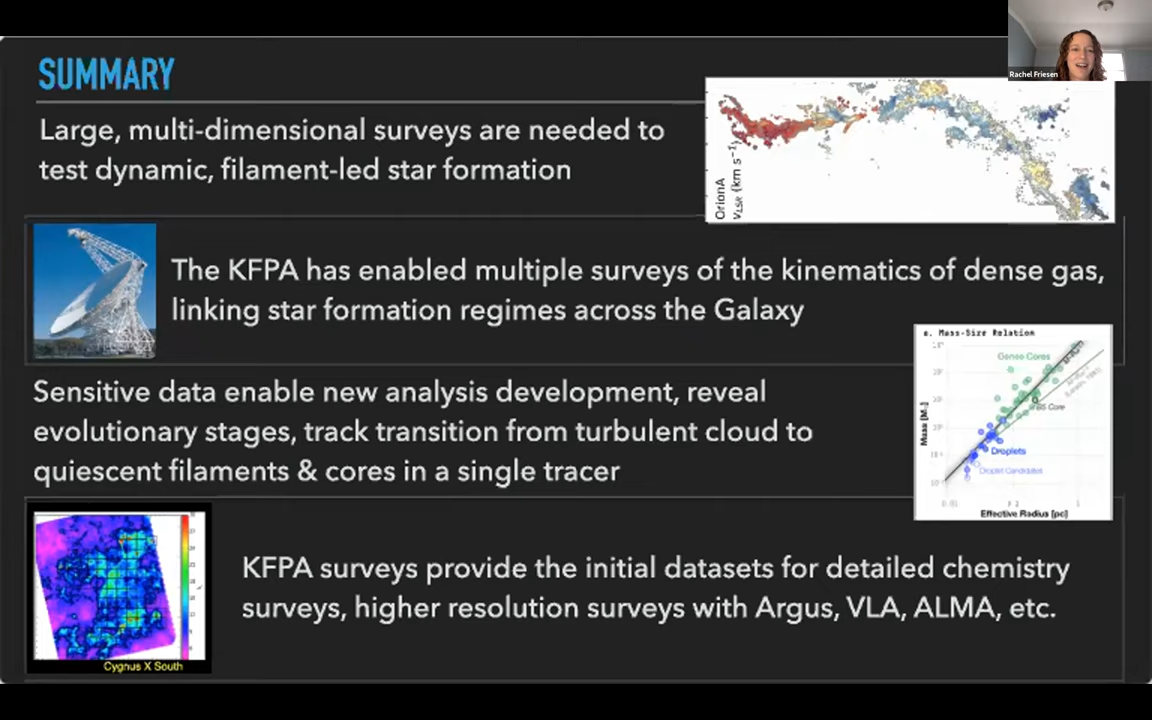 SUMMARY
Rachel Friesen
Large, multi-dimensional surveys are needed to
test dynamic, filament-led star formation
OrionA
VLSR (km s⁻¹)
The KFPA has enabled multiple surveys of the kinematics of dense gas,
linking star formation regimes across the Galaxy
Sensitive data enable new analysis development, reveal
evolutionary stages, track transition from turbulent cloud to
quiescent filaments & cores in a single tracer
a. Mass-Size Relation
Dense Cores
B5 Core
Droplets
Droplet Candidates
Mass [M☉]
Effective Radius [pc]
KFPA surveys provide the initial datasets for detailed chemistry
surveys, higher resolution surveys with Argus, VLA, ALMA, etc.
Cygnus X South